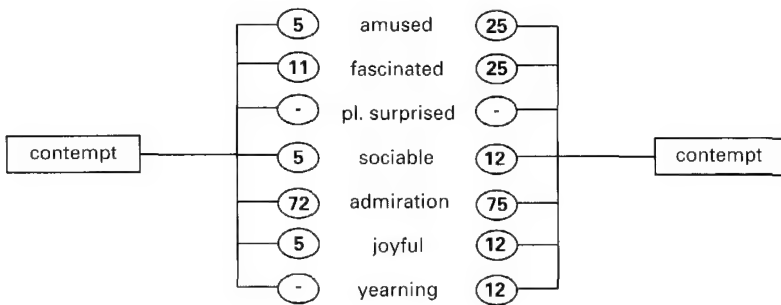 5 amused 25
11 fascinated 25
- pl. surprised -
contempt 5 sociable 12 contempt
72 admiration 75
5 joyful 12
- yearning 12